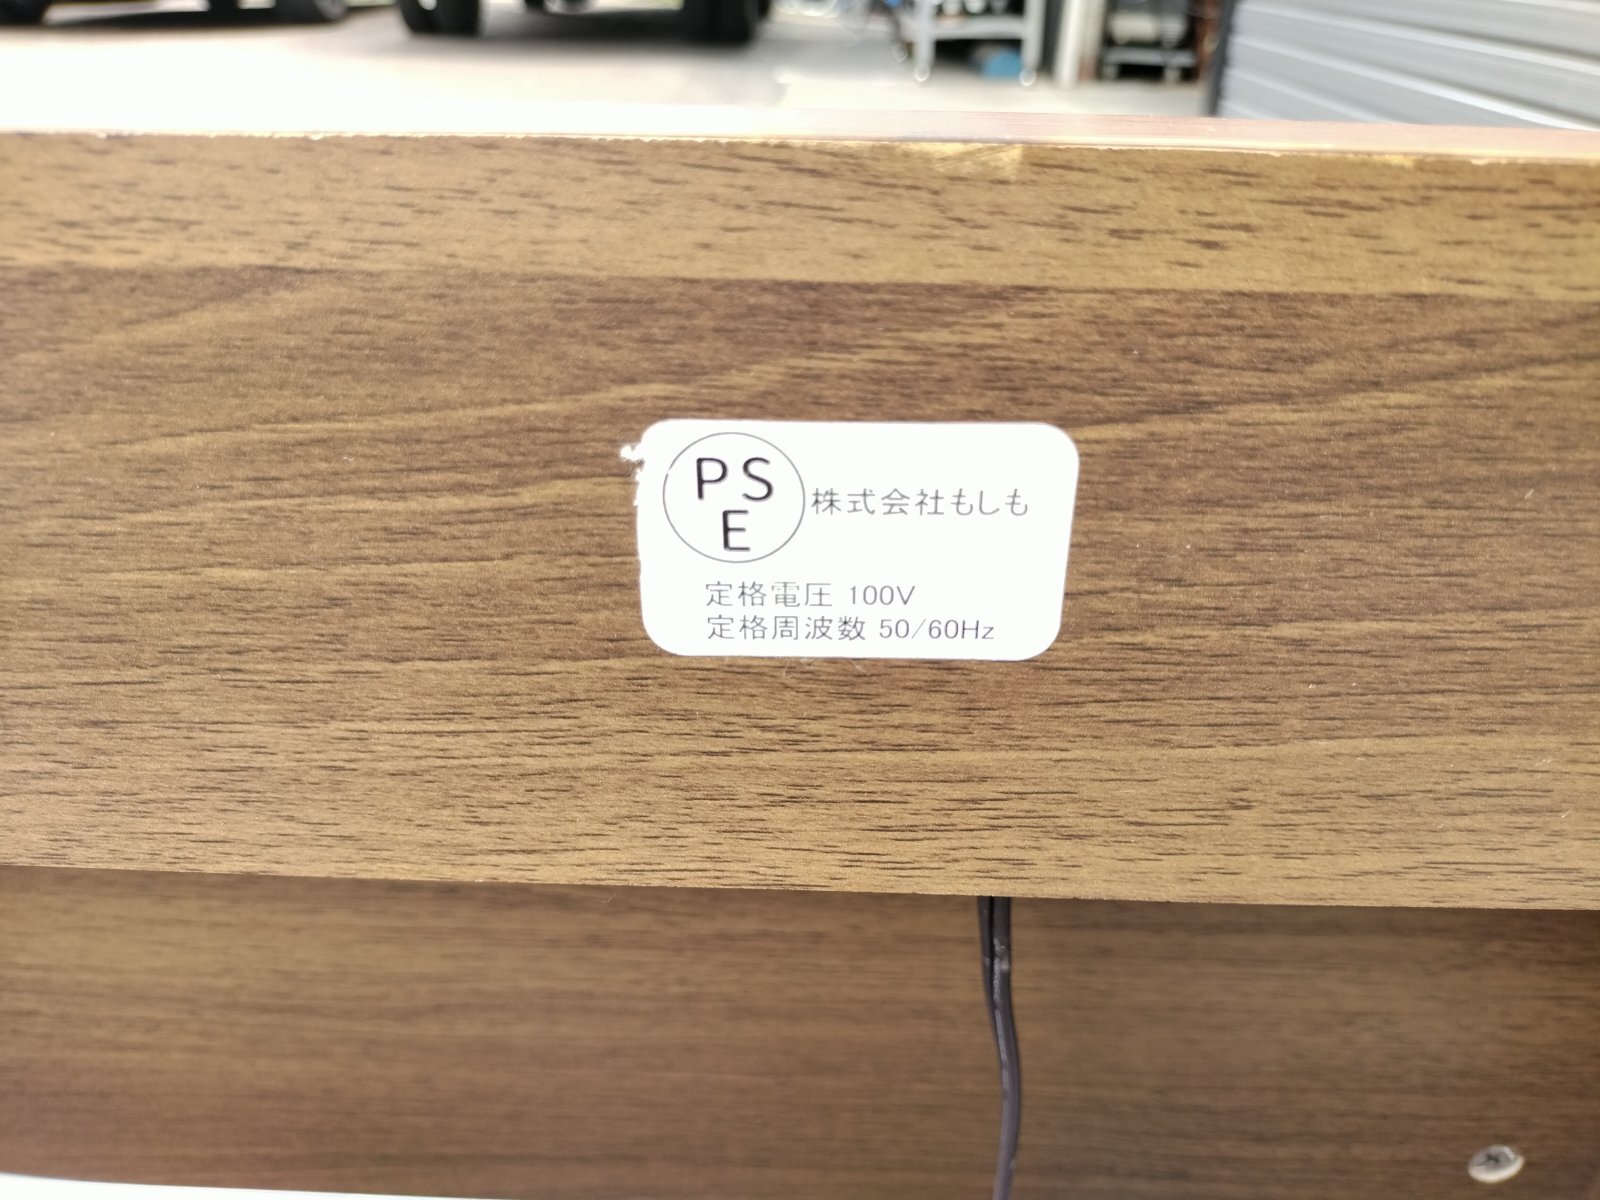 PS
E
株式会社もしも
定格電圧 100V
定格周波数 50/60Hz